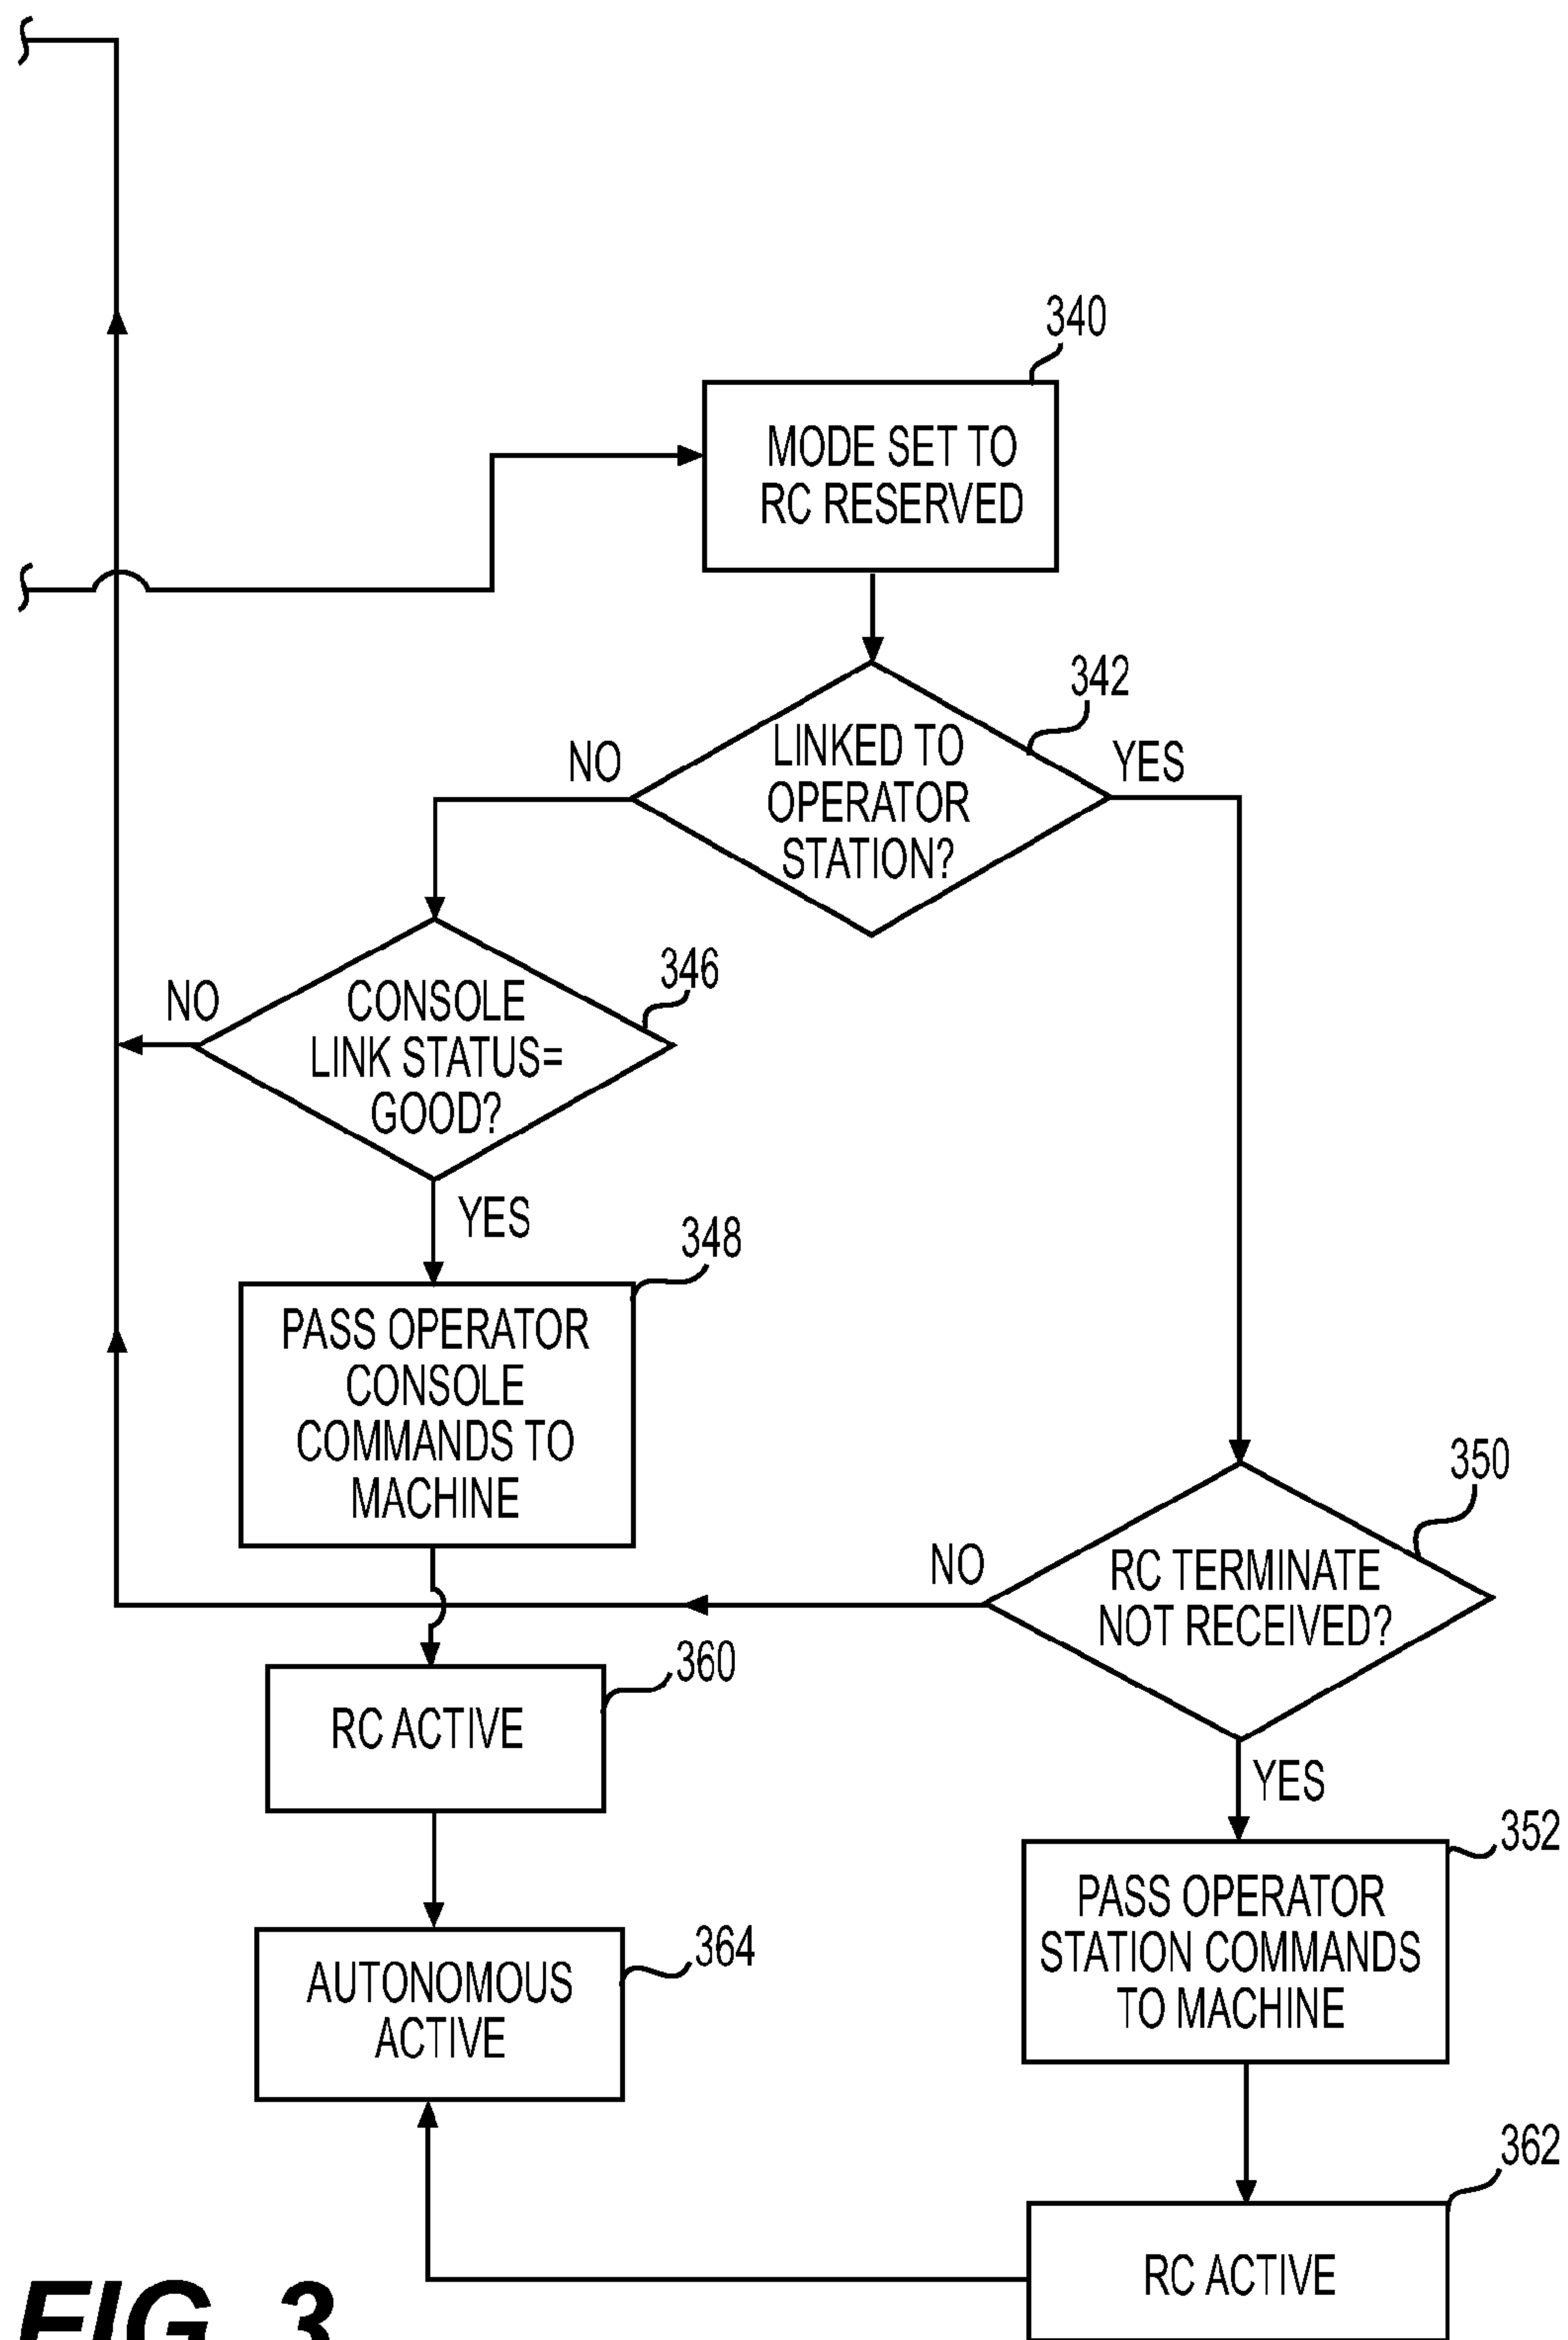 340
MODE SET TO
RC RESERVED
342
NO
LINKED TO
OPERATOR
STATION?
YES
346
NO
CONSOLE
LINK STATUS=
GOOD?
YES
348
PASS OPERATOR
CONSOLE
COMMANDS TO
MACHINE
350
NO
RC TERMINATE
NOT RECEIVED?
360
RC ACTIVE
YES
352
PASS OPERATOR
STATION COMMANDS
TO MACHINE
364
AUTONOMOUS
ACTIVE
362
RC ACTIVE
FIG. 3